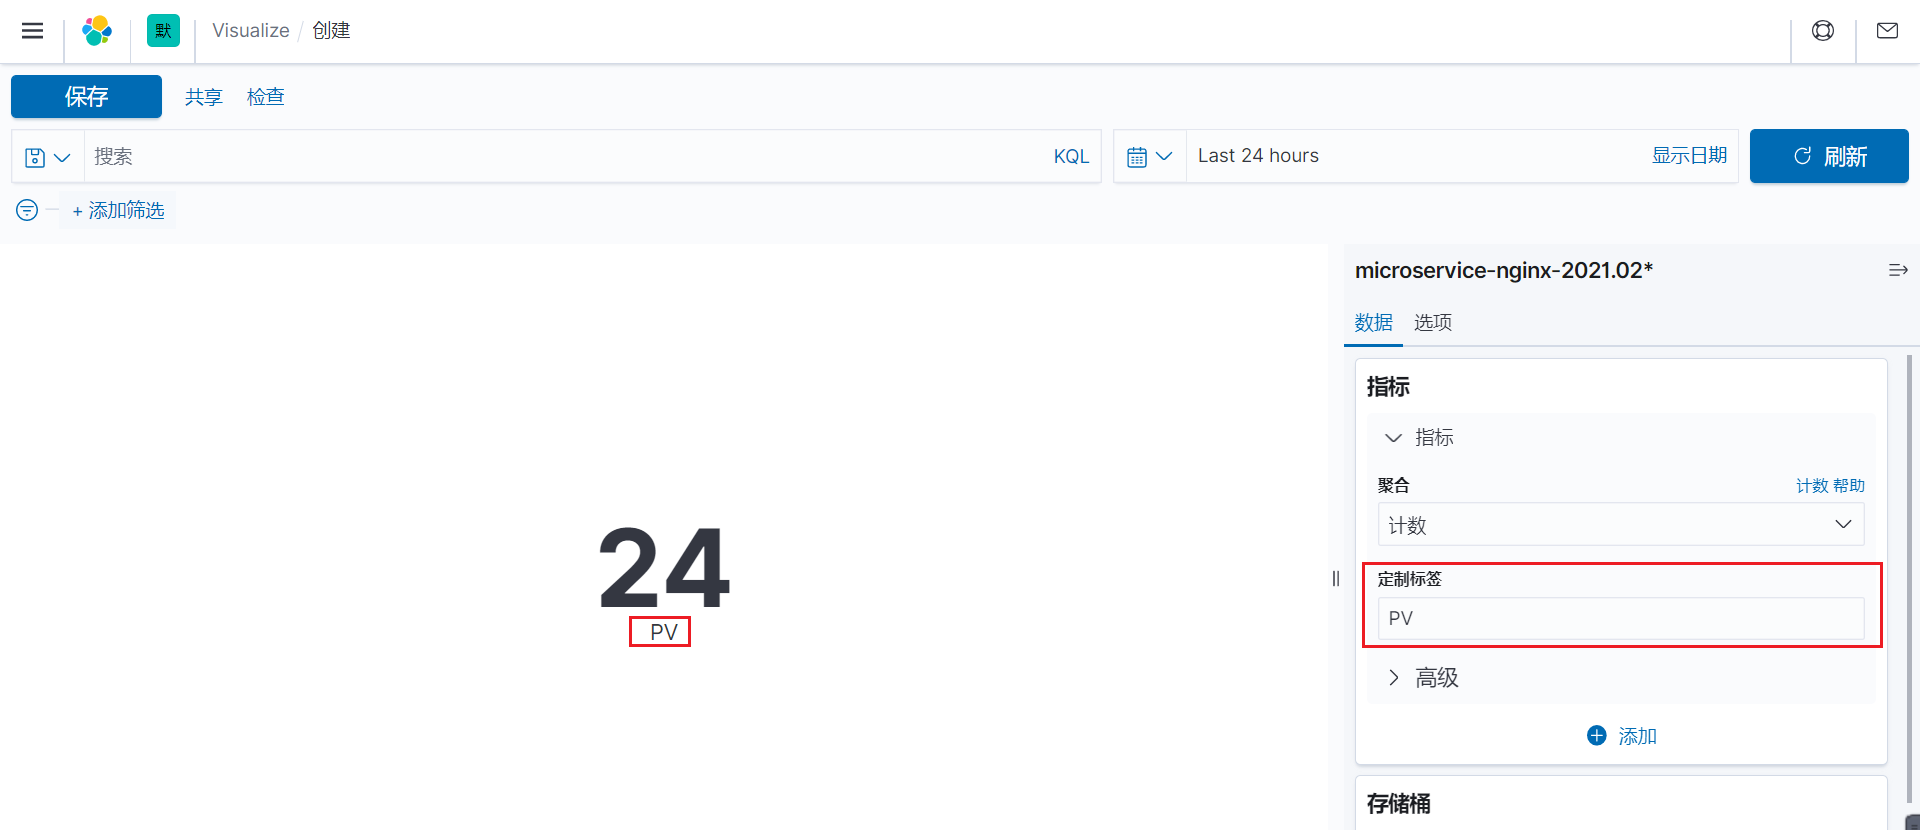 默 Visualize / 创建
保存 共享 检查
搜索 KQL Last 24 hours 显示日期 刷新
+ 添加筛选
microservice-nginx-2021.02*
数据 选项
指标
指标
聚合 计数 帮助
计数
定制标签
PV
高级
添加
存储桶
24
PV